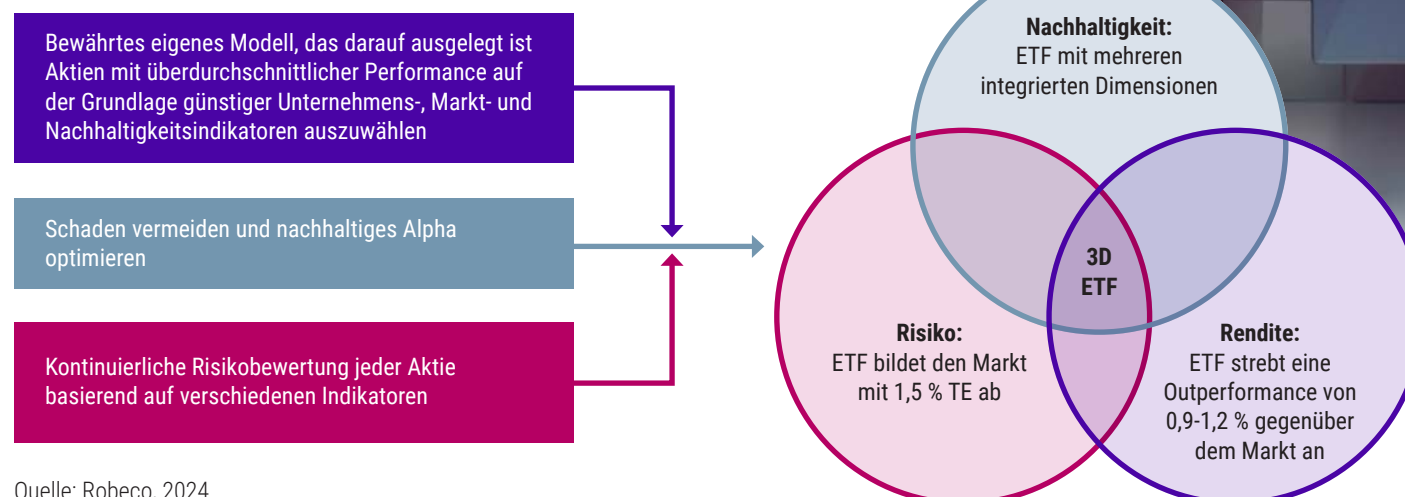 Bewährtes eigenes Modell, das darauf ausgelegt ist
Aktien mit überdurchschnittlicher Performance auf
der Grundlage günstiger Unternehmens-, Markt- und
Nachhaltigkeitsindikatoren auszuwählen
Schaden vermeiden und nachhaltiges Alpha
optimieren
Kontinuierliche Risikobewertung jeder Aktie
basierend auf verschiedenen Indikatoren
Quelle: Robeco, 2024
Nachhaltigkeit:
ETF mit mehreren
integrierten Dimensionen
3D
ETF
Risiko:
ETF bildet den Markt
mit 1,5 % TE ab
Rendite:
ETF strebt eine
Outperformance von
0,9-1,2 % gegenüber
dem Markt an